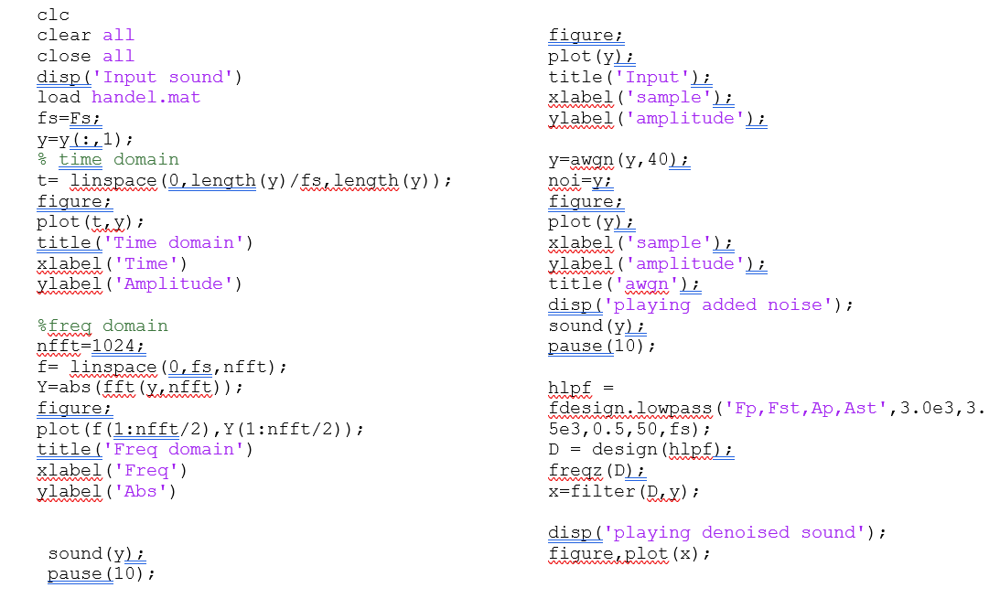 clc
clear all
close all
disp('Input sound')
load handel.mat
fs=Fs;
y=y(:,1);
% time domain
t= linspace(0,length(y)/fs,length(y));
figure;
plot(t,y);
title('Time domain')
xlabel('Time')
ylabel('Amplitude')
%freq domain
nfft=1024;
f= linspace(0,fs,nfft);
Y=abs(fft(y,nfft));
figure;
plot(f(1:nfft/2),Y(1:nfft/2));
title('Freq domain')
xlabel('Freq')
ylabel('Abs')
sound(y);
pause(10);
figure;
plot(y);
title('Input');
xlabel('sample');
ylabel('amplitude');
y=awgn(y,40);
noi=y;
figure;
plot(y);
xlabel('sample');
ylabel('amplitude');
title('awgn');
disp('playing added noise');
sound(y);
pause(10);
hlpf =
fdesign.lowpass('Fp,Fst,Ap,Ast',3.0e3,3.
5e3,0.5,50,fs);
D = design(hlpf);
freqz(D);
x=filter(D,y);
disp('playing denoised sound');
figure,plot(x);